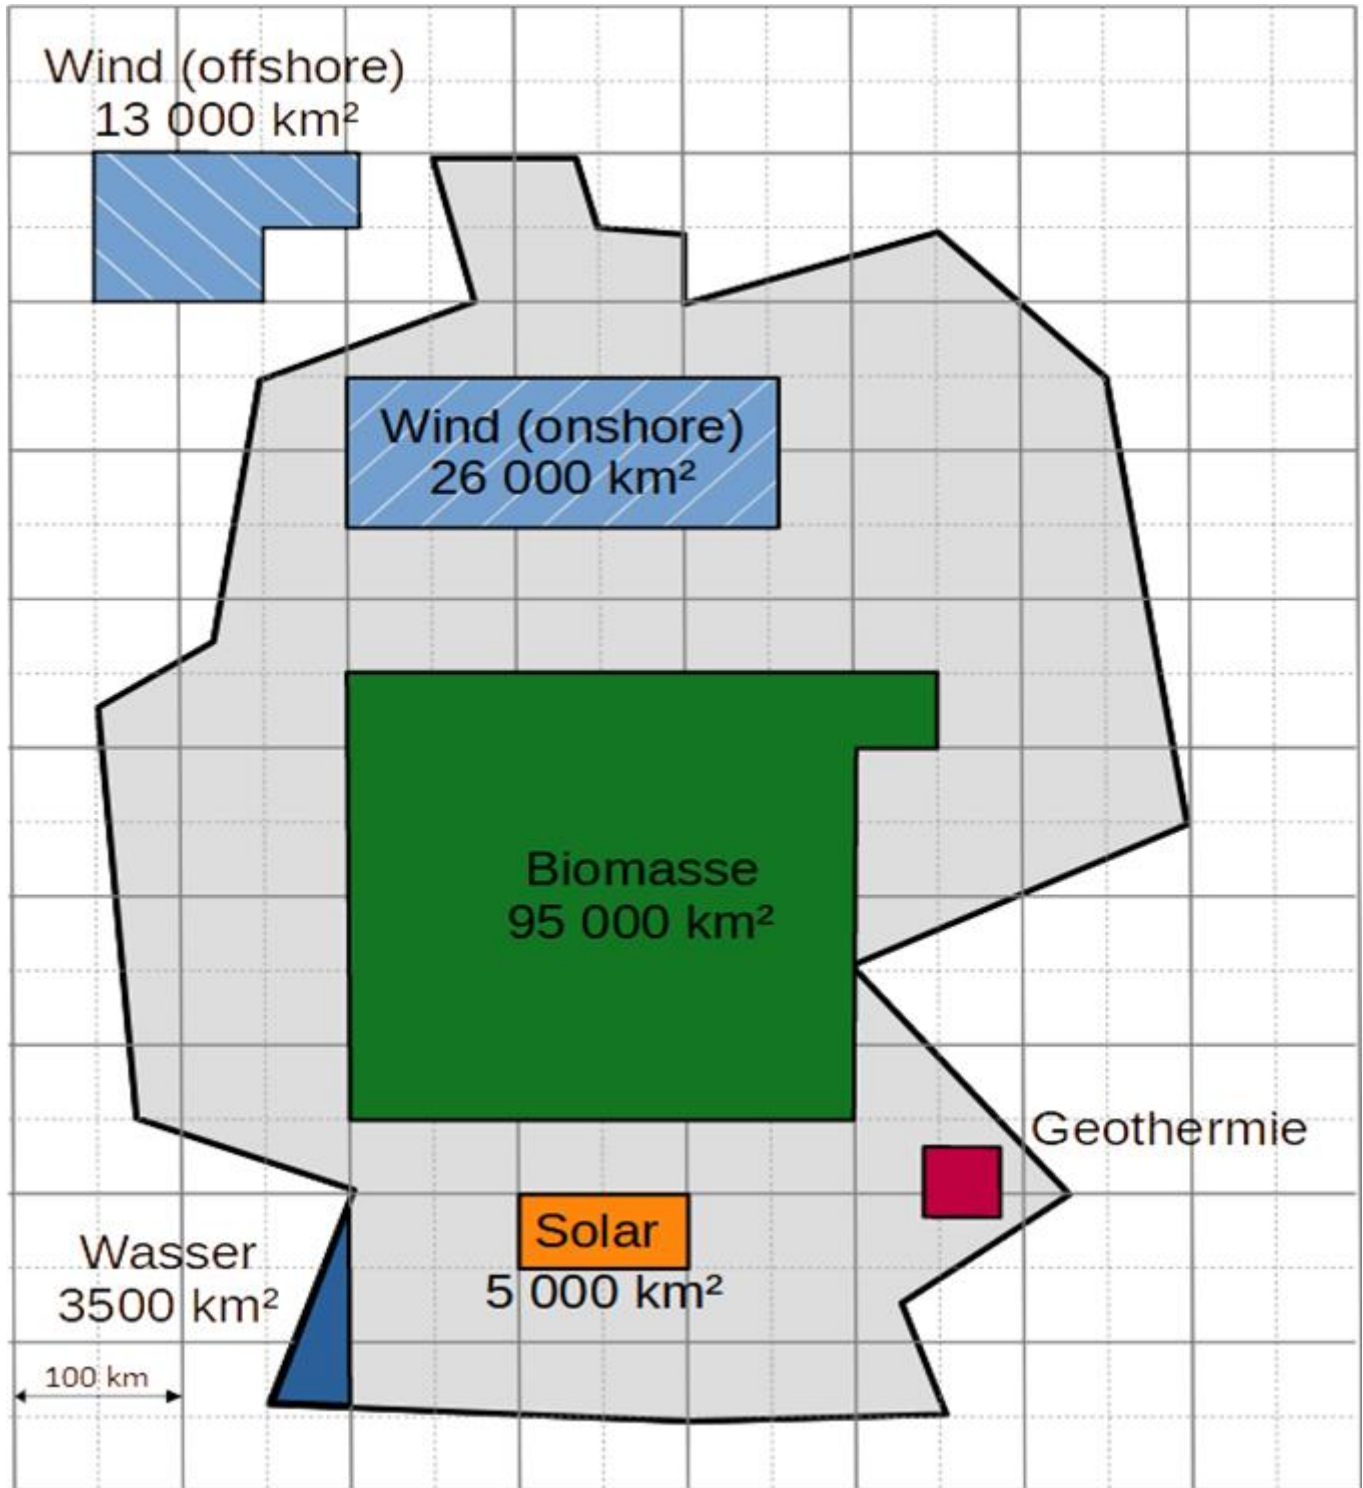 Wind (offshore)
13 000 km²
Wind (onshore)
26 000 km²
Biomasse
95 000 km²
Geothermie
Solar
5 000 km²
Wasser
3500 km²
100 km